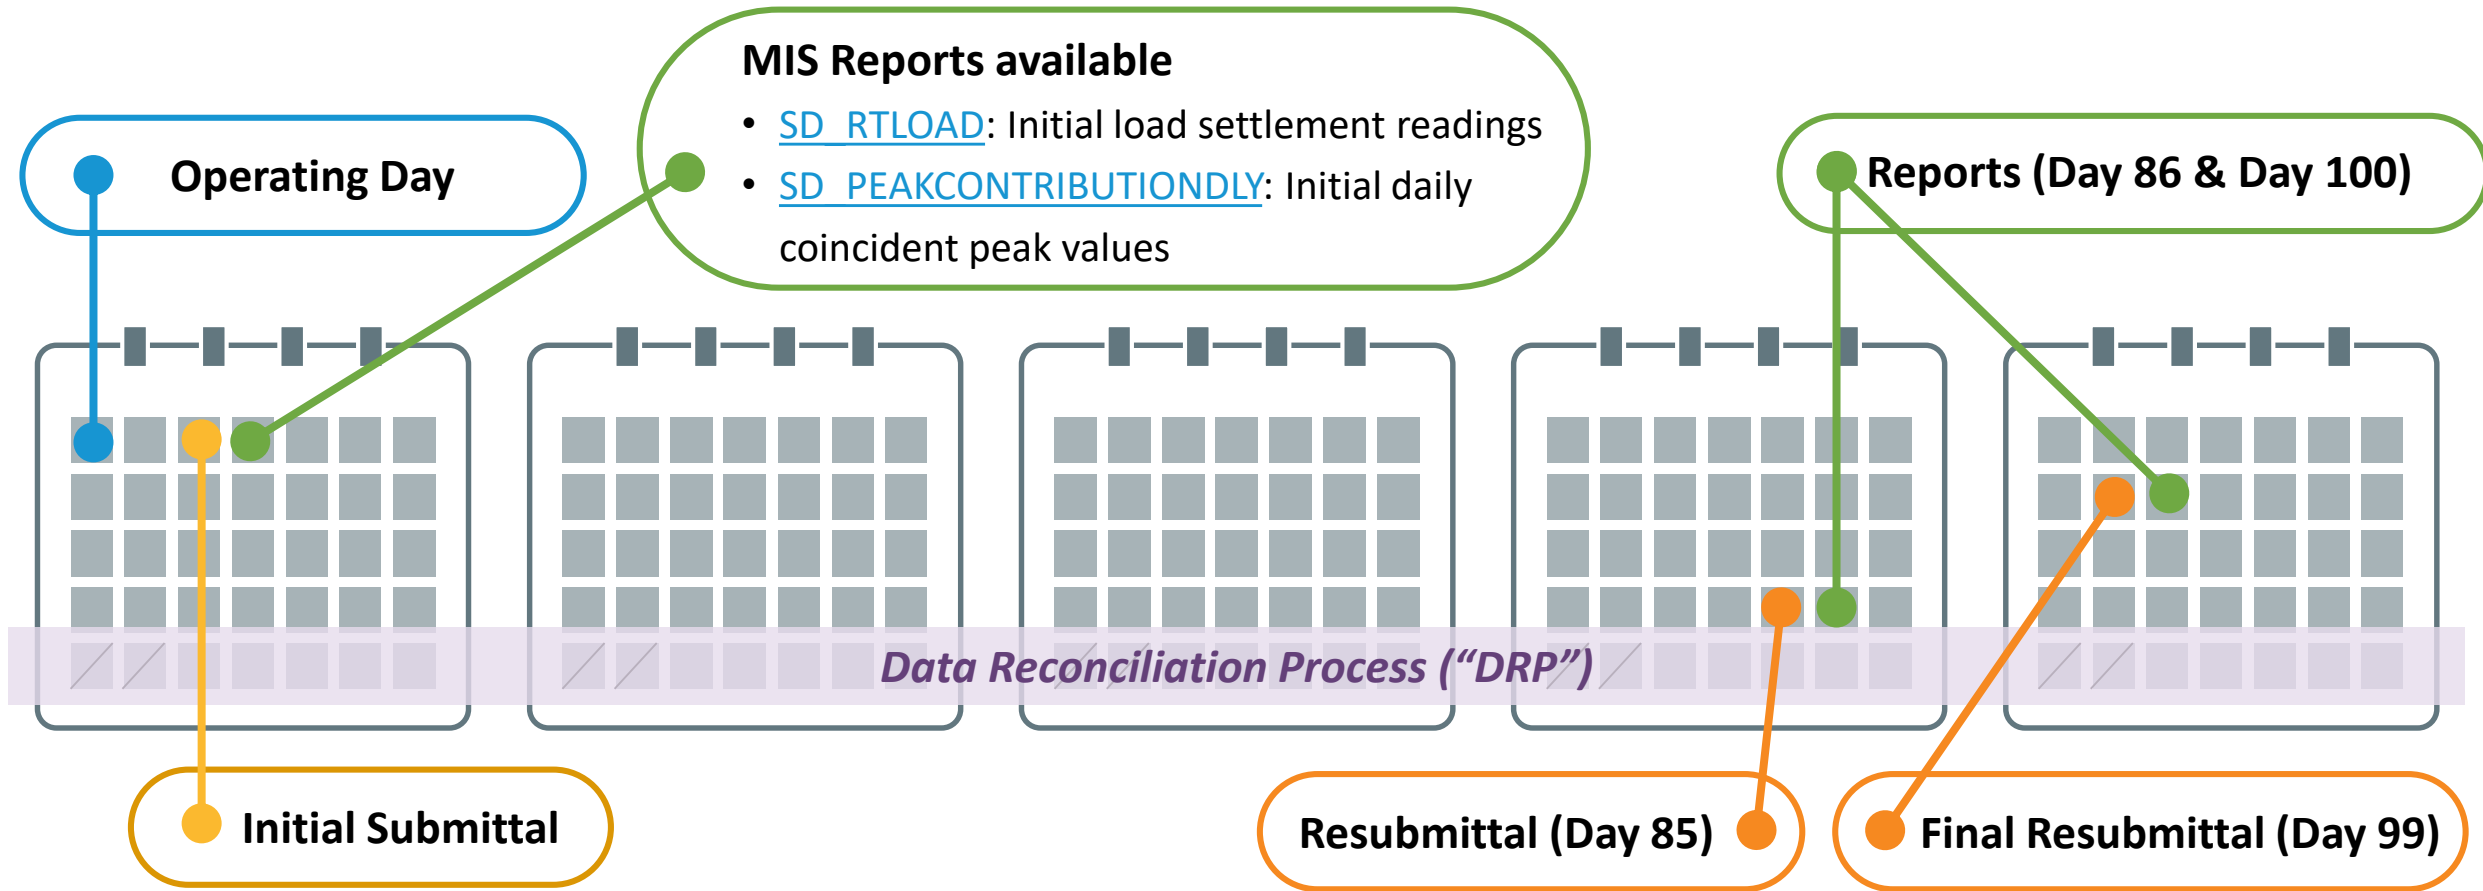 MIS Reports available
• SD_RTLOAD: Initial load settlement readings
• SD_PEAKCONTRIBUTIONDLY: Initial daily
coincident peak values
Operating Day
Reports (Day 86 & Day 100)
Data Reconciliation Process (“DRP”)
Initial Submittal
Resubmittal (Day 85)
Final Resubmittal (Day 99)